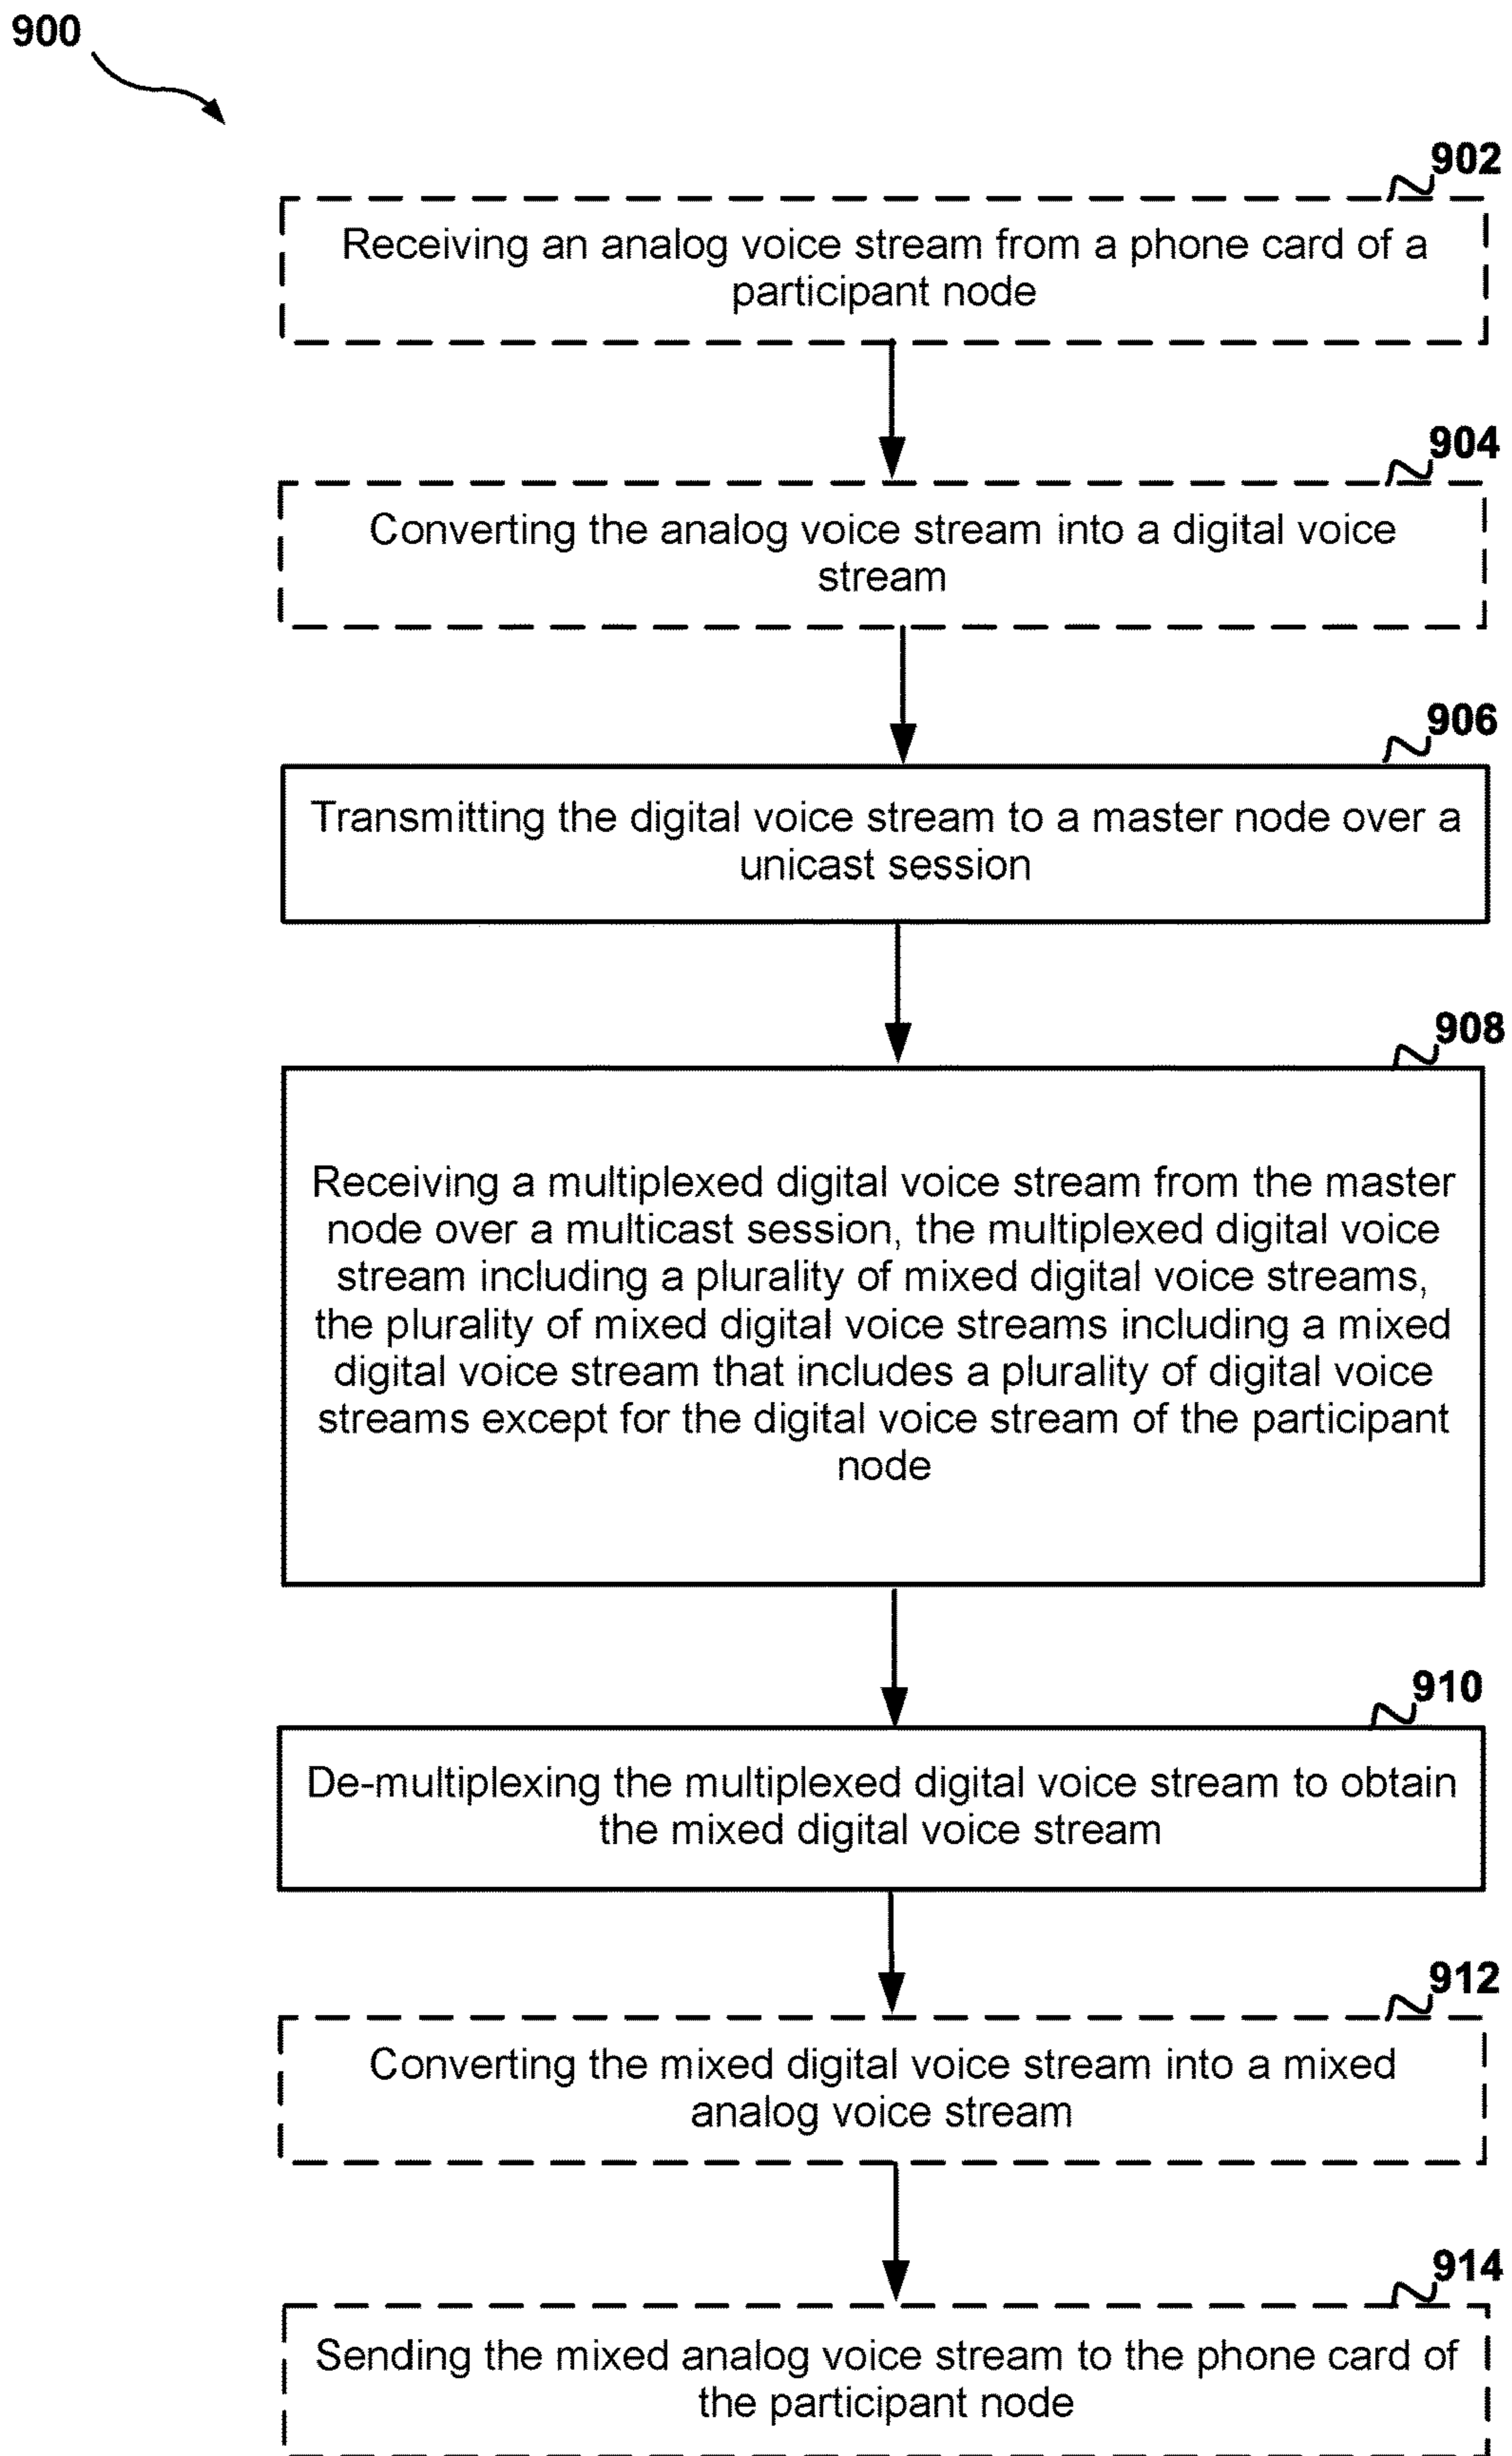 900
902
Receiving an analog voice stream from a phone card of a
participant node
904
Converting the analog voice stream into a digital voice
stream
906
Transmitting the digital voice stream to a master node over a
unicast session
908
Receiving a multiplexed digital voice stream from the master
node over a multicast session, the multiplexed digital voice
stream including a plurality of mixed digital voice streams,
the plurality of mixed digital voice streams including a mixed
digital voice stream that includes a plurality of digital voice
streams except for the digital voice stream of the participant
node
910
De-multiplexing the multiplexed digital voice stream to obtain
the mixed digital voice stream
912
Converting the mixed digital voice stream into a mixed
analog voice stream
914
Sending the mixed analog voice stream to the phone card of
the participant node